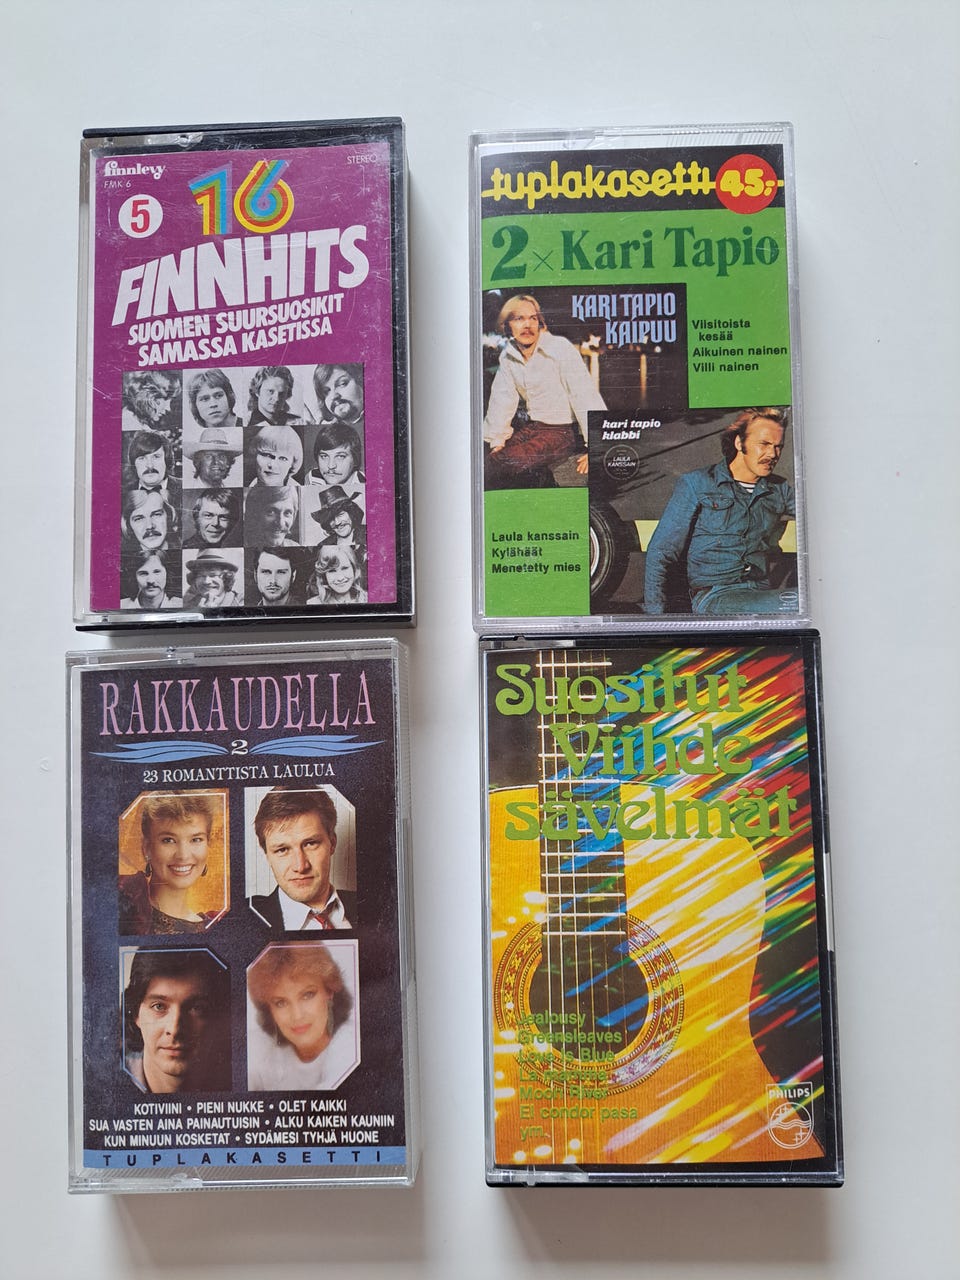 finnlevy
FMK 6
STEREO
5
16
FINNHITS
SUOMEN SUURSUOSIKIT
SAMASSA KASETISSA
tuplakasetti 45,-
2 x Kari Tapio
KARI TAPIO
KAIPUU
Viisitoista
kesää
Aikuinen nainen
Villi nainen
kari tapio
klabbi
LAULA
KANSSAIN
Laula kanssain
Kylähäät
Menetetty mies
RAKKAUDELLA
2
23 ROMANTTISTA LAULUA
KOTIVIINI • PIENI NUKKE • OLET KAIKKI
SUA VASTEN AINA PAINAUTUISIN • ALKU KAIKEN KAUNIIN
KUN MINUUN KOSKETAT • SYDÄMESI TYHJÄ HUONE
TUPLAKASETTI
Suositut
Viihde
sävelmät
Jealousy
Greensleaves
Love Is Blue
La
Moon River
El condor pasa
ym.
PHILIPS